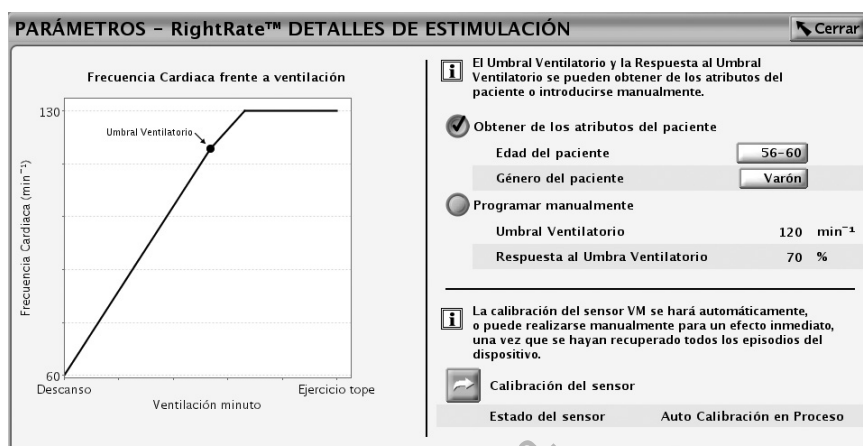 PARÁMETROS – RightRate™ DETALLES DE ESTIMULACIÓN
Cerrar
Frecuencia Cardiaca frente a ventilación
130
Umbral Ventilatorio
Frecuencia Cardiaca (min⁻¹)
60
Descanso
Ejercicio tope
Ventilación minuto
i
El Umbral Ventilatorio y la Respuesta al Umbral
Ventilatorio se pueden obtener de los atributos del
paciente o introducirse manualmente.
Obtener de los atributos del paciente
Edad del paciente 56-60
Género del paciente Varón
Programar manualmente
Umbral Ventilatorio 120 min⁻¹
Respuesta al Umbra Ventilatorio 70 %
i
La calibración del sensor VM se hará automáticamente,
o puede realizarse manualmente para un efecto inmediato,
una vez que se hayan recuperado todos los episodios del
dispositivo.
Calibración del sensor
Estado del sensor Auto Calibración en Proceso